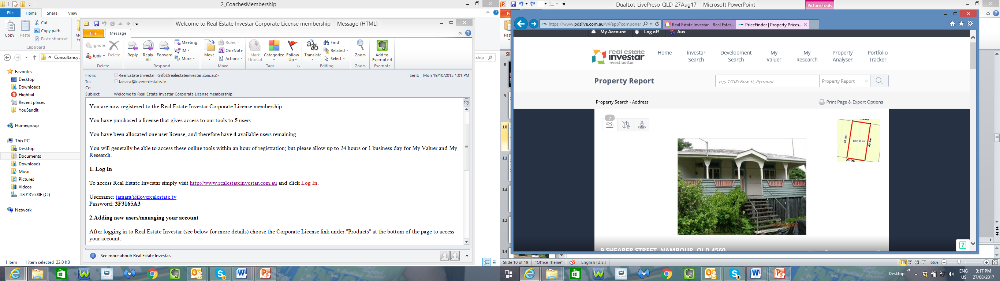 2_CoachesMembership
File
Home
Share
View
Copy
Paste
Cut
Copy path
Paste shortcut
Clipboard
Consultancy 2
Favorites
Desktop
Downloads
Hightail
Recent places
YouSendIt
Homegroup
This PC
Desktop
Documents
Downloads
Music
Pictures
Videos
TI80135600F (C:)
Network
1 item
1 item selected 22.0 KB
Welcome to Real Estate Investar Corporate License membership - Message (HTML)
File
Message
Ignore
Junk
Delete
Delete
Reply
Reply All
Forward
Meeting
IM
More
Respond
Move
Rules
OneNote
Actions
Move
Mark Unread
Categorize
Follow Up
Tags
Translate
Find
Related
Select
Editing
Zoom
Zoom
Add to Evernote 4
Evernote
From: Real Estate Investar <info@realestateinvestar.com.au>
Sent: Mon 19/10/2015 1:01 PM
To: tamara@iloverealestate.tv
Cc:
Subject: Welcome to Real Estate Investar Corporate License membership
You are now registered to the Real Estate Investar Corporate License membership.
You have purchased a license that gives access to our tools to 5 users.
You have been allocated one user license, and therefore have 4 available users remaining.
You will generally be able to access these online tools within an hour of registration; but please allow up to 24 hours or 1 business day for My Valuer and My
Research.
1. Log In
To access Real Estate Investar simply visit http://www.realestateinvestar.com.au and click Log In.
Username: tamara@iloverealestate.tv
Password: 3F3165A3
2.Adding new users/managing your account
After logging in to Real Estate Investar (see below for more details) choose the Corporate License link under "Products" at the bottom of the page to access
your account.
See more about: Real Estate Investar.
DualLot_LivePreso_QLD_27Aug17 - Microsoft PowerPoint
Picture Tools
8
9
10
11
12
13
14
https://www.pdslive.com.au/v4/app?componer
Real Estate Investar - Real Estat...
PriceFinder | Property Prices...
My Account
Log off
Aus
real estate
investar
invest better
Home
Investar Search
Development Search
My Valuer
My Research
Property Analyser
Portfolio Tracker
Property Report
e.g. 1/100 Bow St, Pyrmont
Property Report
Property Search - Address
Print Page & Export Options
7
40.5m
810.0 m²
40.5m
20.0m
9 SHEARER STREET, NAMBOUR, QLD 4560
Slide 10 of 19
"Office Theme"
English (U.S.)
66%
Desktop
ENG
US
3:17 PM
27/08/2017